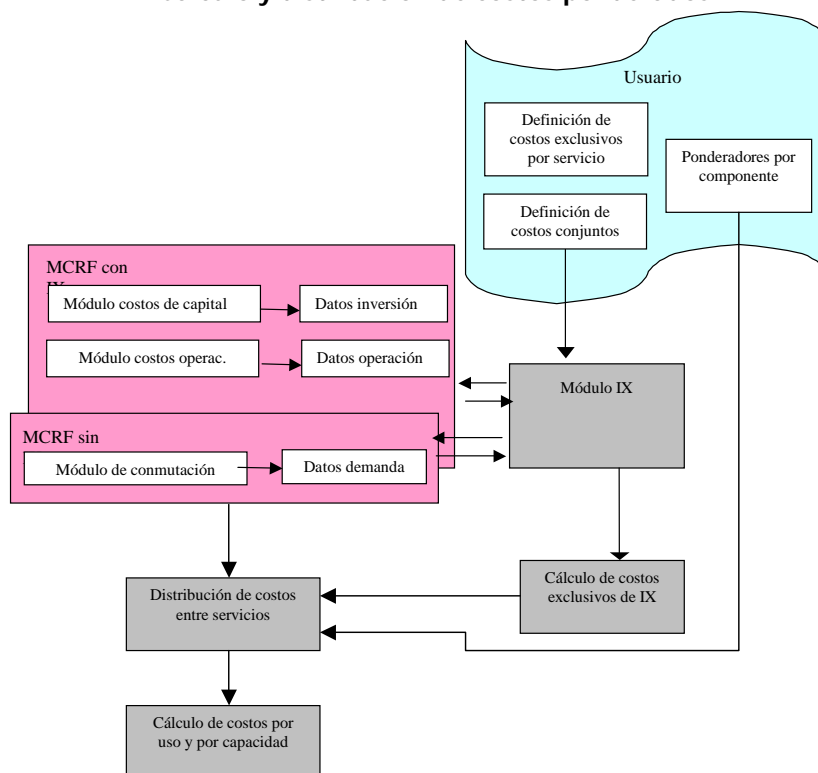 Usuario
Definición de
costos exclusivos
por servicio
Ponderadores por
componente
Definición de
costos conjuntos
MCRF con
Módulo costos de capital
Datos inversión
Módulo costos operac.
Datos operación
Módulo IX
MCRF sin
Módulo de conmutación
Datos demanda
Distribución de costos
entre servicios
Cálculo de costos
exclusivos de IX
Cálculo de costos por
uso y por capacidad